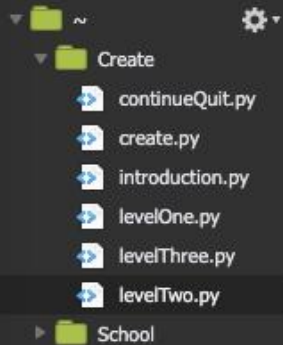 ~
Create
continueQuit.py
create.py
introduction.py
levelOne.py
levelThree.py
levelTwo.py
School